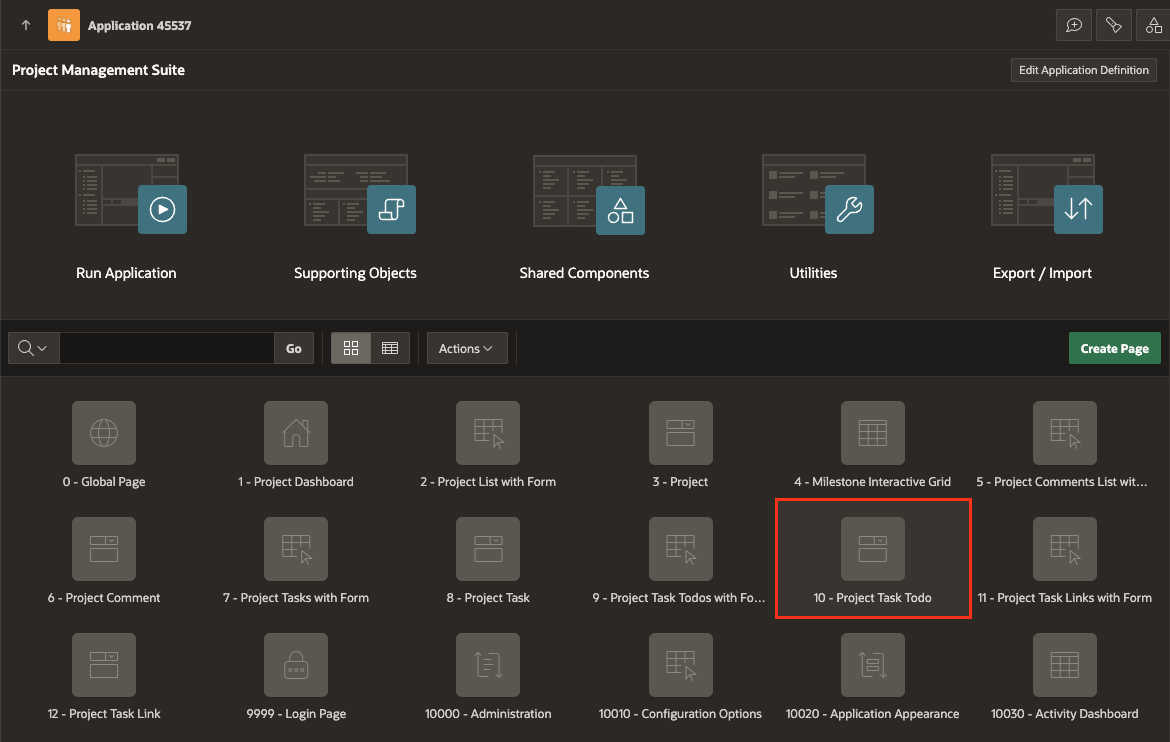 Application 45537
Project Management Suite
Edit Application Definition
Run Application
Supporting Objects
Shared Components
Utilities
Export / Import
Go
Actions
Create Page
0 - Global Page
1 - Project Dashboard
2 - Project List with Form
3 - Project
4 - Milestone Interactive Grid
5 - Project Comments List wit...
6 - Project Comment
7 - Project Tasks with Form
8 - Project Task
9 - Project Task Todos with Fo...
10 - Project Task Todo
11 - Project Task Links with Form
12 - Project Task Link
9999 - Login Page
10000 - Administration
10010 - Configuration Options
10020 - Application Appearance
10030 - Activity Dashboard